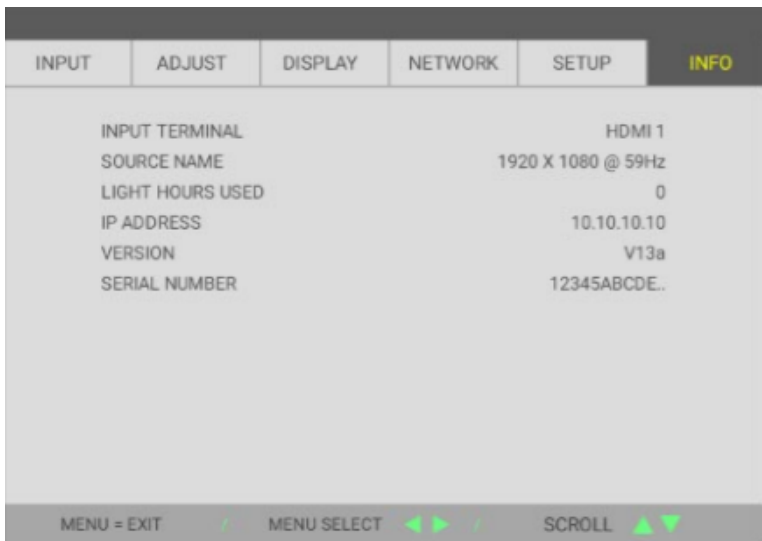 INPUT ADJUST DISPLAY NETWORK SETUP INFO
INPUT TERMINAL HDMI 1
SOURCE NAME 1920 X 1080 @ 59Hz
LIGHT HOURS USED 0
IP ADDRESS 10.10.10.10
VERSION V13a
SERIAL NUMBER 12345ABCDE..
MENU = EXIT / MENU SELECT ◀ ▶ / SCROLL ▲ ▼